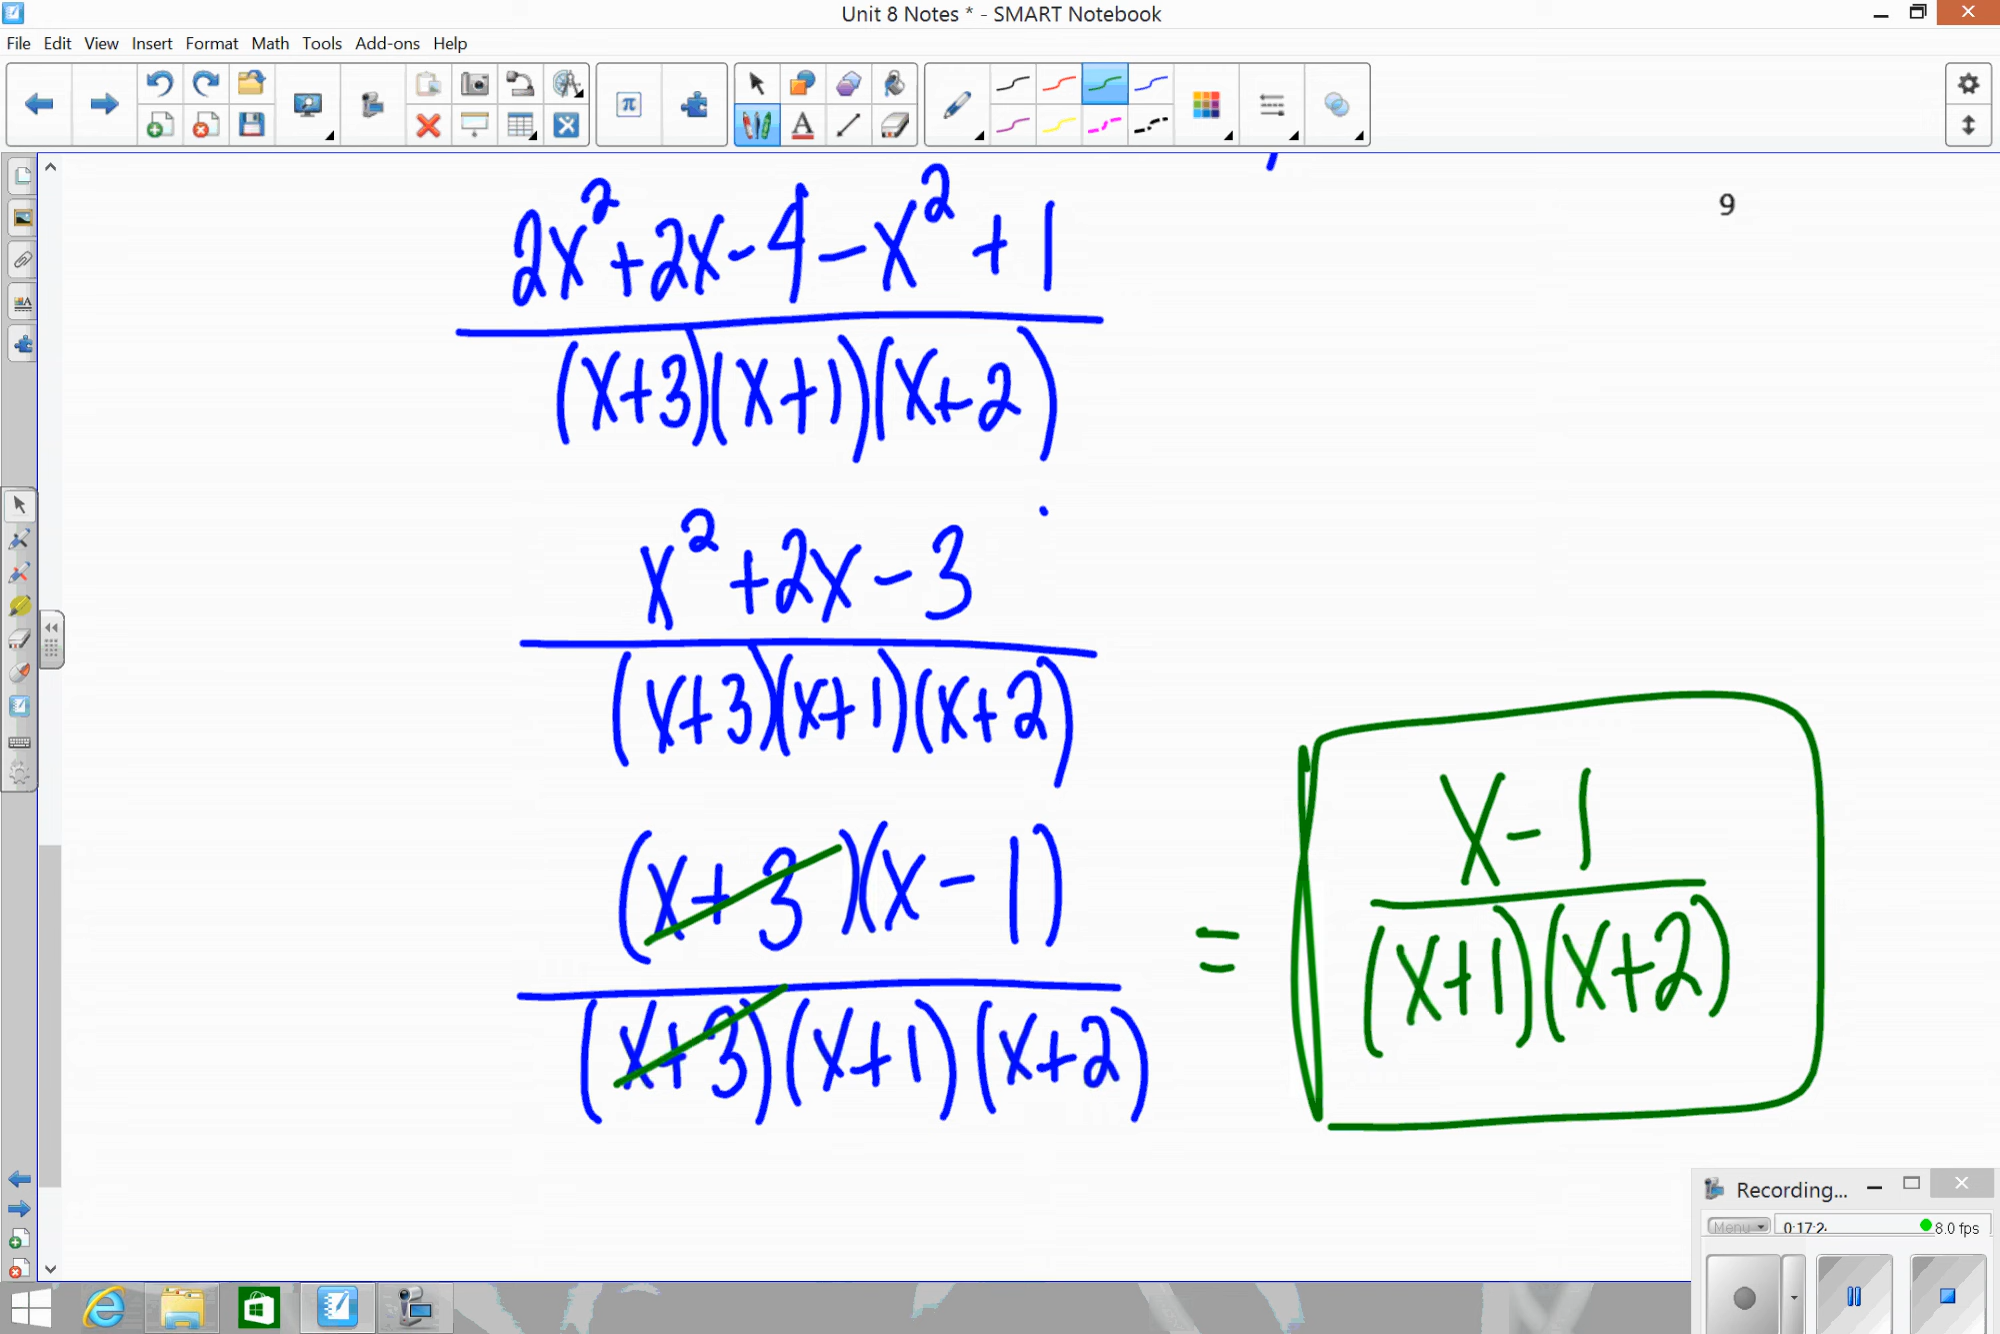 Unit 8 Notes * - SMART Notebook
File Edit View Insert Format Math Tools Add-ons Help
9
2x² + 2x - 4 - x² + 1
(x+3)(x+1)(x+2)
x² + 2x - 3
(x+3)(x+1)(x+2)
(x+3)(x-1)
(x+3)(x+1)(x+2)
=
x-1
(x+1)(x+2)
Recording...
Menu 0:17:2 8.0 fps